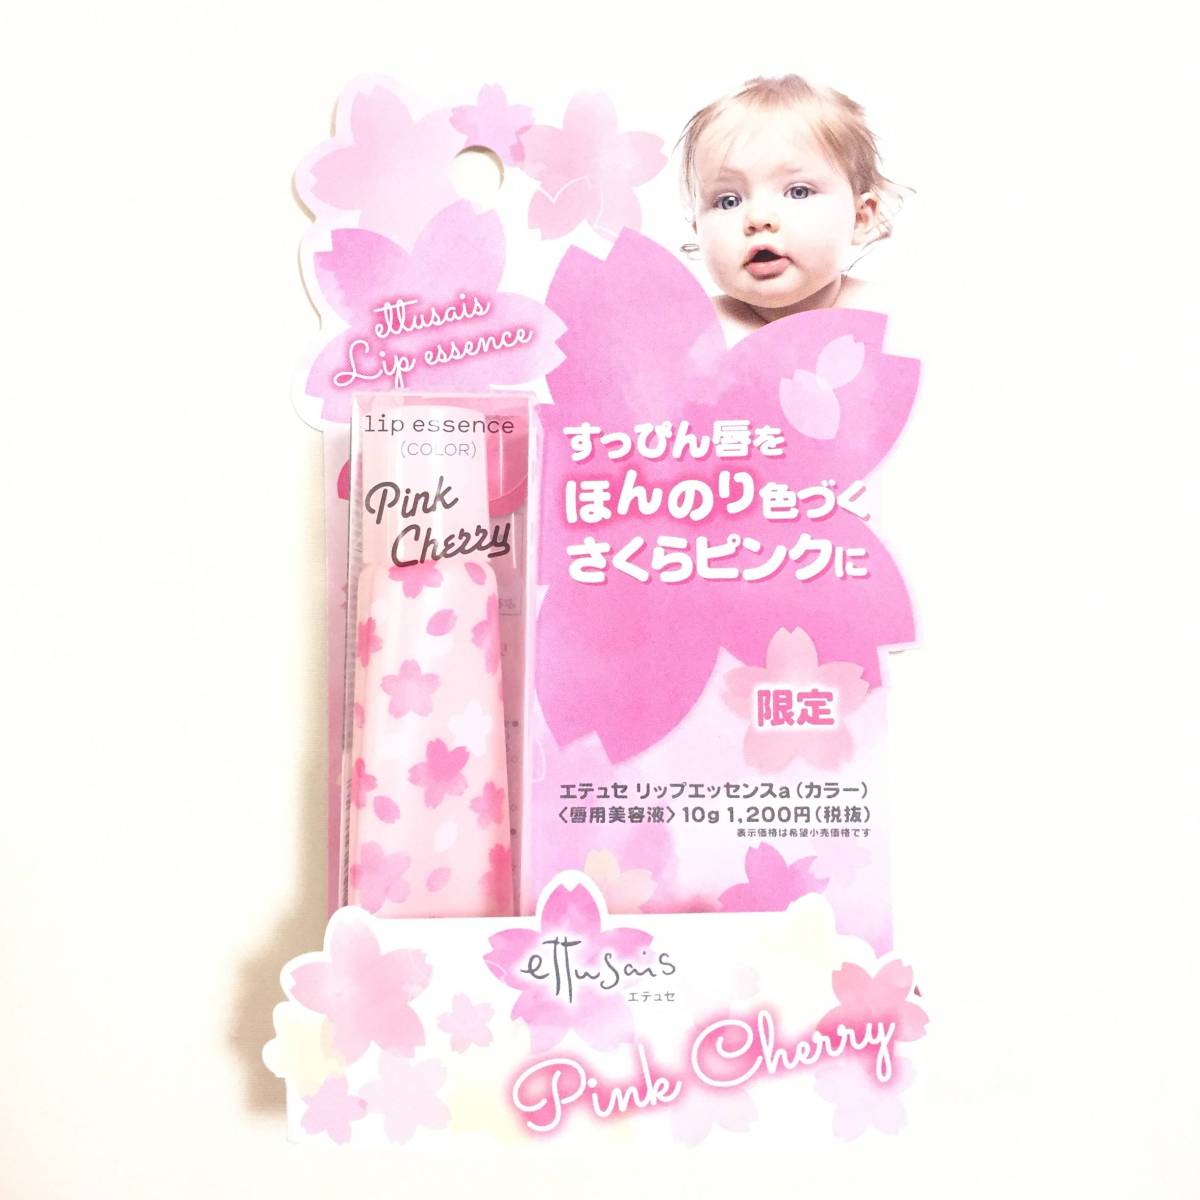 ettusais
Lip essence
lip essence
(COLOR)
Pink
Cherry
すっぴん唇を
ほんのり色づく
さくらピンクに
限定
エテュセ リップエッセンスa(カラー)
〈唇用美容液〉10g 1,200円(税抜)
表示価格は希望小売価格です
ettusais
エテュセ
Pink Cherry